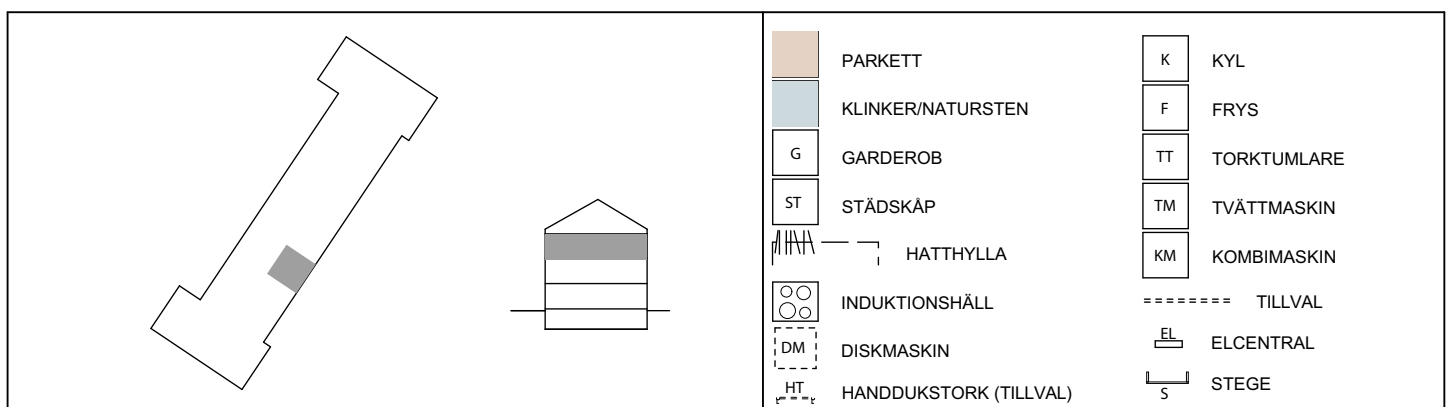 PARKETT
KLINKER/NATURSTEN
G GARDEROB
ST STÄDSKÅP
HATTHYLLA
INDUKTIONSHÄLL
DM DISKMASKIN
HT HANDDUKSTORK (TILLVAL)
K KYL
F FRYS
TT TORKTUMLARE
TM TVÄTTMASKIN
KM KOMBIMASKIN
TILLVAL
EL ELCENTRAL
S STEGE